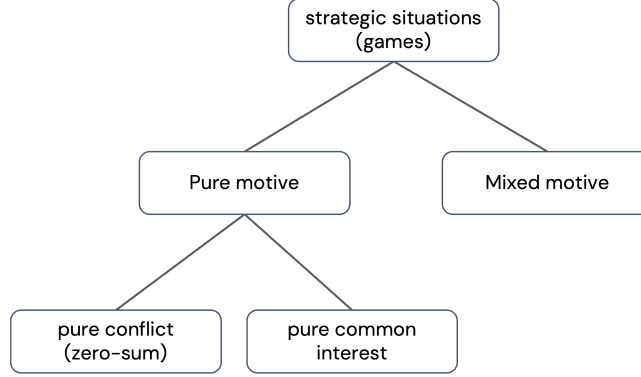 strategic situations
(games)
Pure motive
Mixed motive
pure conflict
(zero-sum)
pure common
interest